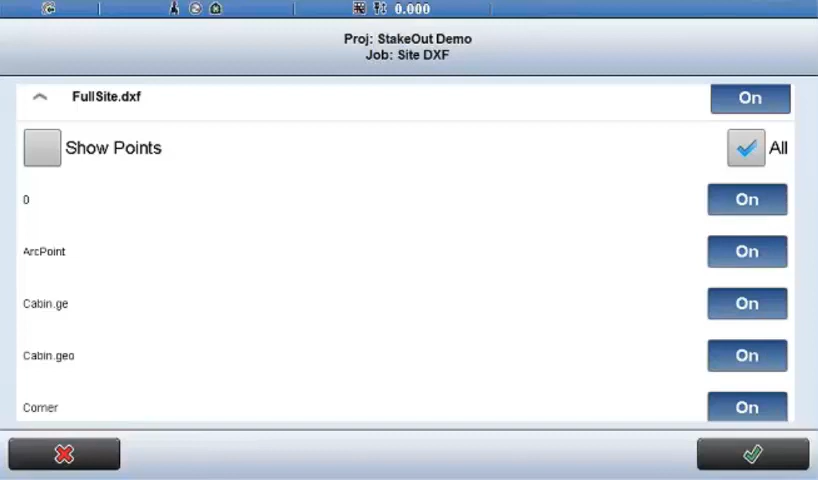 0.000
Proj: StakeOut Demo
Job: Site DXF
FullSite.dxf On
Show Points All
0 On
ArcPoint On
Cabin.ge On
Cabin.geo On
Corner On